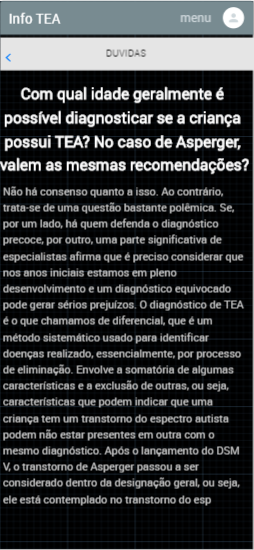 Info TEA
menu
DUVIDAS
Com qual idade geralmente é
possível diagnosticar se a criança
possui TEA? No caso de Asperger,
valem as mesmas recomendações?
Não há consenso quanto a isso. Ao contrário,
trata-se de uma questão bastante polêmica. Se,
por um lado, há quem defenda o diagnóstico
precoce, por outro, uma parte significativa de
especialistas afirma que é preciso considerar que
nos anos iniciais estamos em pleno
desenvolvimento e um diagnóstico equivocado
pode gerar sérios prejuízos. O diagnóstico de TEA
é o que chamamos de diferencial, que é um
método sistemático usado para identificar
doenças realizado, essencialmente, por processo
de eliminação. Envolve a somatória de algumas
características e a exclusão de outras, ou seja,
características que podem indicar que uma
criança tem um transtorno do espectro autista
podem não estar presentes em outra com o
mesmo diagnóstico. Após o lançamento do DSM
V, o transtorno de Asperger passou a ser
considerado dentro da designação geral, ou seja,
ele está contemplado no transtorno do esp